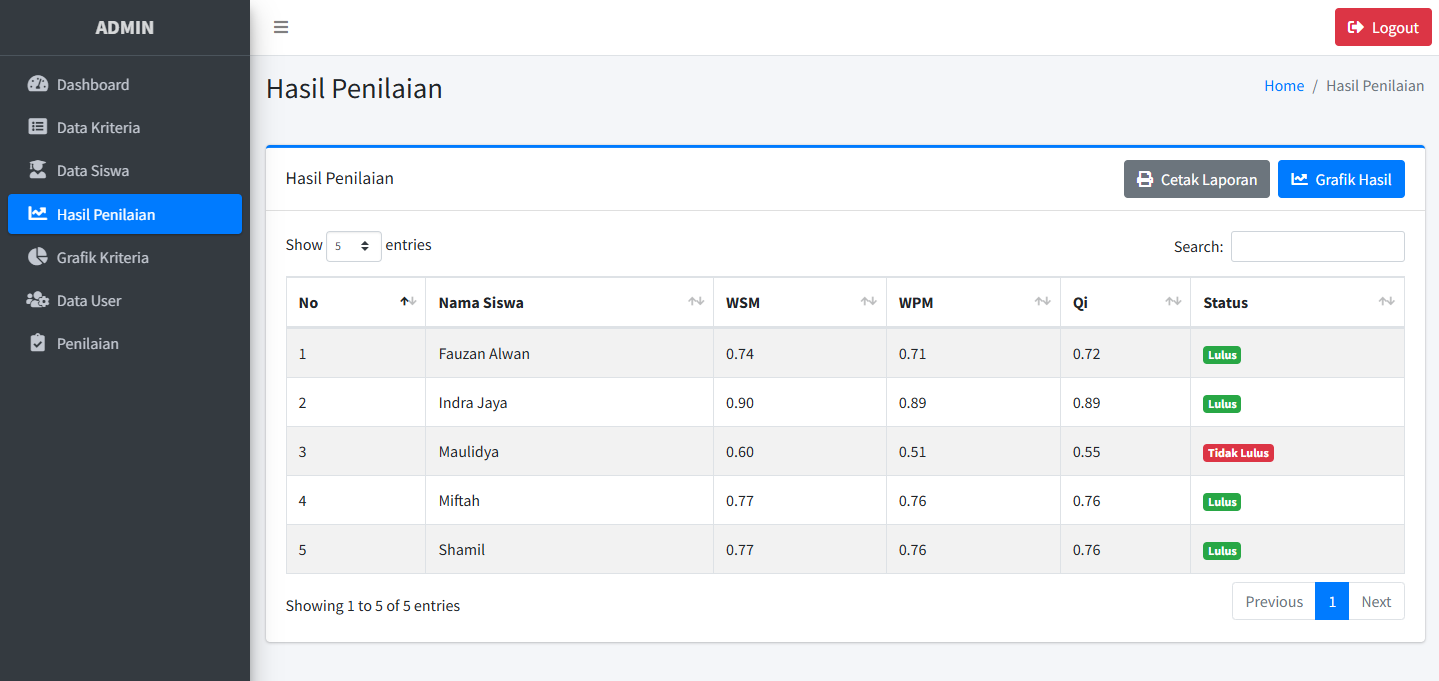 ADMIN
Logout
Dashboard
Data Kriteria
Data Siswa
Hasil Penilaian
Grafik Kriteria
Data User
Penilaian
Hasil Penilaian
Home / Hasil Penilaian
Hasil Penilaian
Cetak Laporan
Grafik Hasil
Show 5 entries
Search:
No Nama Siswa WSM WPM Qi Status
1 Fauzan Alwan 0.74 0.71 0.72 Lulus
2 Indra Jaya 0.90 0.89 0.89 Lulus
3 Maulidya 0.60 0.51 0.55 Tidak Lulus
4 Miftah 0.77 0.76 0.76 Lulus
5 Shamil 0.77 0.76 0.76 Lulus
Showing 1 to 5 of 5 entries
Previous 1 Next